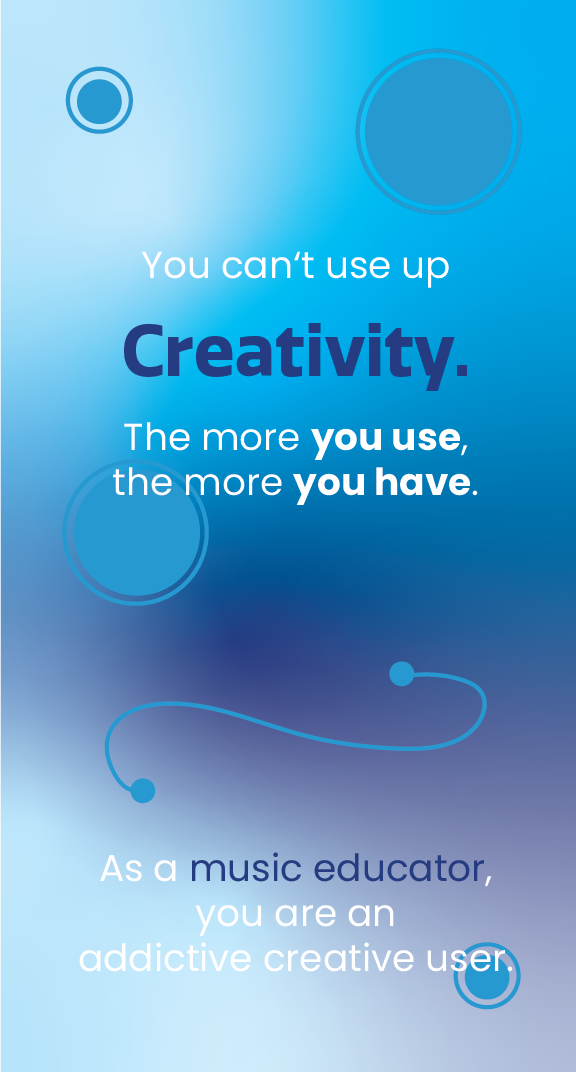 You can‘t use up
Creativity.
The more you use,
the more you have.
As a music educator,
you are an
addictive creative user.